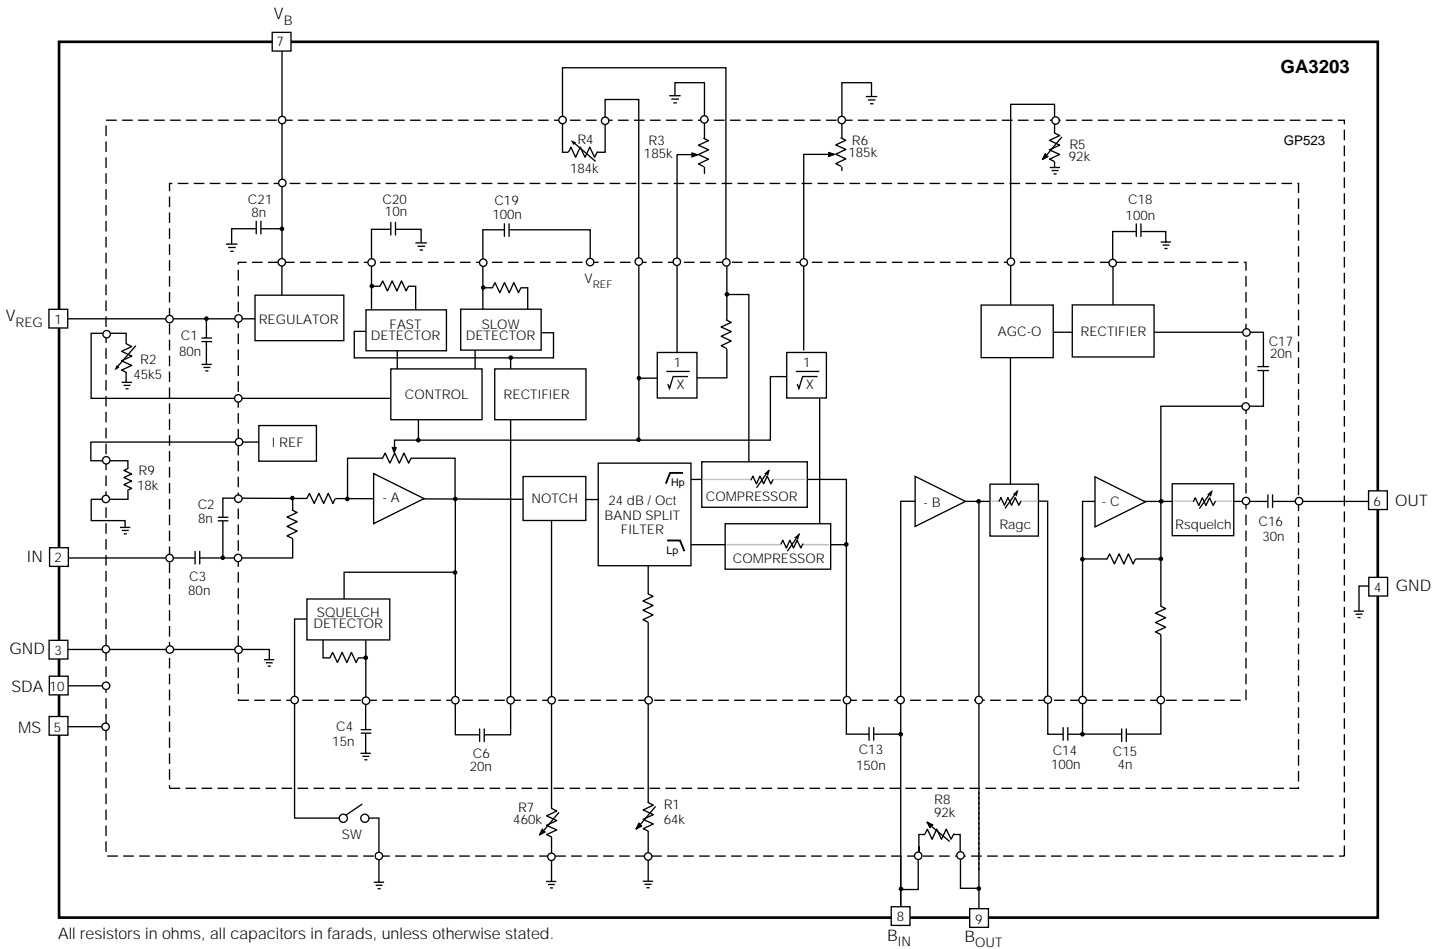 V_B
7
GA3203
GP523
R4
184k
R3
185k
R6
185k
R5
92k
C21
8n
C20
10n
C19
100n
C18
100n
V_REF
V_REG
1
REGULATOR
FAST
DETECTOR
SLOW
DETECTOR
AGC-O
RECTIFIER
C1
80n
R2
45k5
C17
20n
1
√X
1
√X
CONTROL
RECTIFIER
I REF
R9
18k
C2
8n
- A
NOTCH
24 dB / Oct
BAND SPLIT
FILTER
Hp
Lp
COMPRESSOR
COMPRESSOR
- B
Ragc
- C
Rsquelch
C16
30n
6
OUT
IN
2
C3
80n
4
GND
SQUELCH
DETECTOR
GND
3
SDA
10
MS
5
C4
15n
C6
20n
C13
150n
C14
100n
C15
4n
SW
R7
460k
R1
64k
R8
92k
8
9
B_IN
B_OUT
All resistors in ohms, all capacitors in farads, unless otherwise stated.